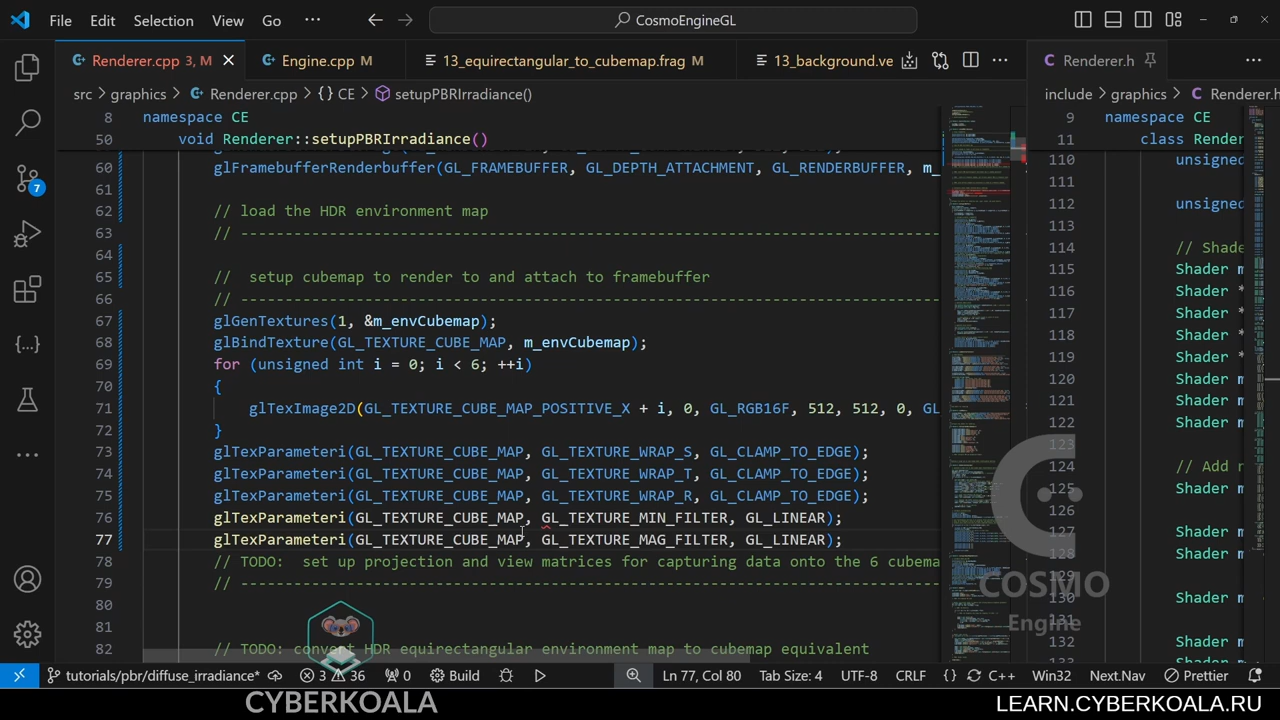 File Edit Selection View Go ··· CosmoEngineGL
Renderer.cpp 3, M Engine.cpp M 13_equirectangular_to_cubemap.frag M 13_background.ve Renderer.h
src > graphics > Renderer.cpp > {} CE > setupPBRIrradiance() include > graphics > C Renderer.h
8 namespace CE
50 void Renderer::setupPBRIrradiance()
60 glFramebufferRenderbuffer(GL_FRAMEBUFFER, GL_DEPTH_ATTACHMENT, GL_RENDERBUFFER, m_
61
62 // load the HDR environment map
63 // --------------------------------------------------------------------------------
64
65 // setup cubemap to render to and attach to framebuffer
66 // --------------------------------------------------------------------------------
67 glGenTextures(1, &m_envCubemap);
68 glBindTexture(GL_TEXTURE_CUBE_MAP, m_envCubemap);
69 for (unsigned int i = 0; i < 6; ++i)
70 {
71 glTexImage2D(GL_TEXTURE_CUBE_MAP_POSITIVE_X + i, 0, GL_RGB16F, 512, 512, 0, GL
72 }
73 glTexParameteri(GL_TEXTURE_CUBE_MAP, GL_TEXTURE_WRAP_S, GL_CLAMP_TO_EDGE);
74 glTexParameteri(GL_TEXTURE_CUBE_MAP, GL_TEXTURE_WRAP_T, GL_CLAMP_TO_EDGE);
75 glTexParameteri(GL_TEXTURE_CUBE_MAP, GL_TEXTURE_WRAP_R, GL_CLAMP_TO_EDGE);
76 glTexParameteri(GL_TEXTURE_CUBE_MAP, GL_TEXTURE_MIN_FILTER, GL_LINEAR);
77 glTexParameteri(GL_TEXTURE_CUBE_MAP, GL_TEXTURE_MAG_FILTER, GL_LINEAR);
78 // TODO: set up projection and view matrices for capturing data onto the 6 cubema
79 // --------------------------------------------------------------------------------
80
81
82 // TODO: convert HDR equirectangular environment map to cubemap equivalent
9 namespace CE
11 class Render
110 unsigned
111
112 unsigned
113
114 // Shade
115 Shader *
116 Shader *
117 Shader *
118 Shader m
119 Shader m
120 Shader m
121 Shader m
122 Shader m
123
124 // Add r
125 Shader m
126
127 Shader m
128 Shader m
129
130 Shader m
131
132 Shader m
133 Shader m
COSMO
Engine
7
tutorials/pbr/diffuse_irradiance* 3 36 0 Build Ln 77, Col 80 Tab Size: 4 UTF-8 CRLF {} C++ Win32 Next.Nav Prettier
CYBERKOALA LEARN.CYBERKOALA.RU